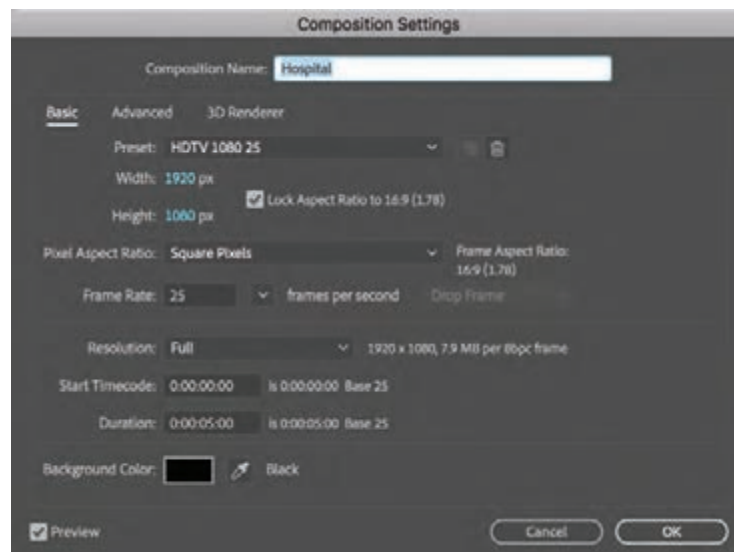 Composition Settings
Composition Name: Hospital
Basic Advanced 3D Renderer
Preset: HDTV 1080 25
Width: 1920 px
Lock Aspect Ratio to 16:9 (1.78)
Height: 1080 px
Pixel Aspect Ratio: Square Pixels
Frame Aspect Ratio:
16:9 (1.78)
Frame Rate: 25 frames per second Drop Frame
Resolution: Full 1920 x 1080, 7.9 MB per 8bpc frame
Start Timecode: 0:00:00:00 is 0:00:00:00 Base 25
Duration: 0:00:05:00 is 0:00:05:00 Base 25
Background Color: Black
Preview Cancel OK